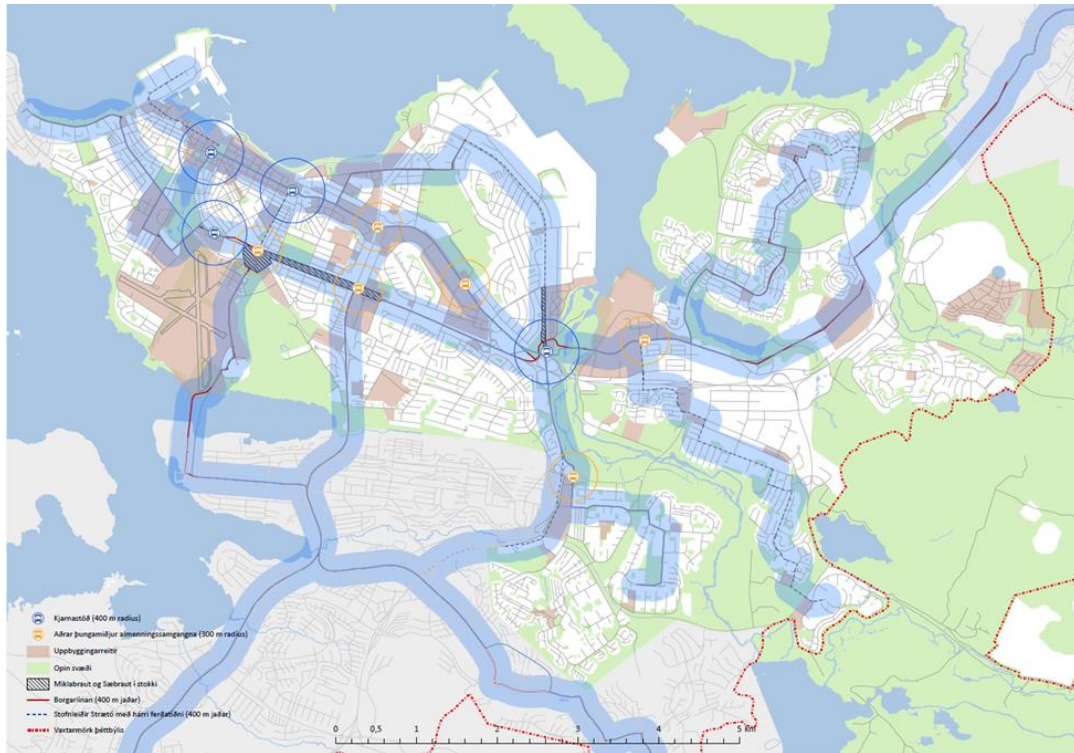 Kjarnastöð (400 m radíus)
Aðrar þungamiðjur almenningssamgangna (300 m radíus)
Uppbyggingarreitir
Opin svæði
Miklabraut og Sæbraut í stokki
Borgarlínan (400 m jaðar)
Stofnleiðir Strætó með hárri ferðatíðni (400 m jaðar)
Vaxtarmörk þéttbýlis
0 0,5 1 2 3 4 5 km